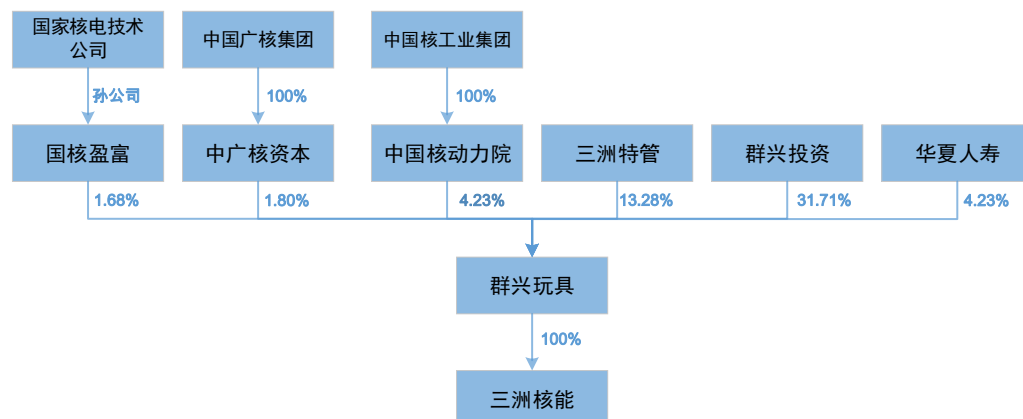 国家核电技术
公司
中国广核集团
中国核工业集团
孙公司
100%
100%
国核盈富
中广核资本
中国核动力院
三洲特管
群兴投资
华夏人寿
1.68%
1.80%
4.23%
13.28%
31.71%
4.23%
群兴玩具
100%
三洲核能